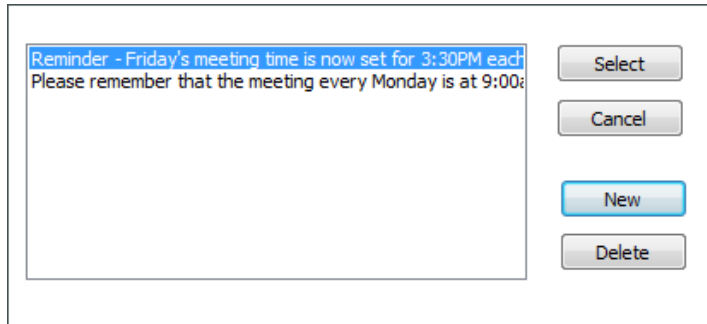 Reminder - Friday's meeting time is now set for 3:30PM each
Please remember that the meeting every Monday is at 9:00a
Select
Cancel
New
Delete